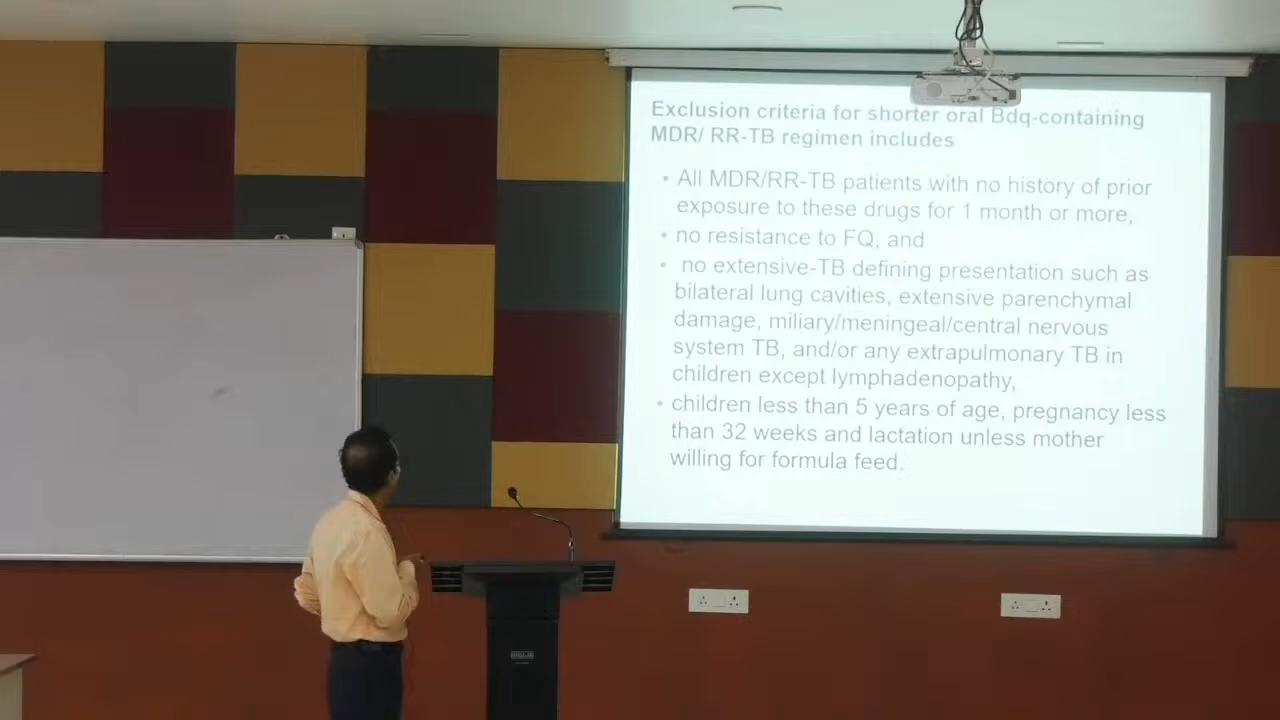 Exclusion criteria for shorter oral Bdq-containing
MDR/ RR-TB regimen includes
• All MDR/RR-TB patients with no history of prior
exposure to these drugs for 1 month or more,
• no resistance to FQ, and
• no extensive-TB defining presentation such as
bilateral lung cavities, extensive parenchymal
damage, miliary/meningeal/central nervous
system TB, and/or any extrapulmonary TB in
children except lymphadenopathy,
• children less than 5 years of age, pregnancy less
than 32 weeks and lactation unless mother
willing for formula feed.